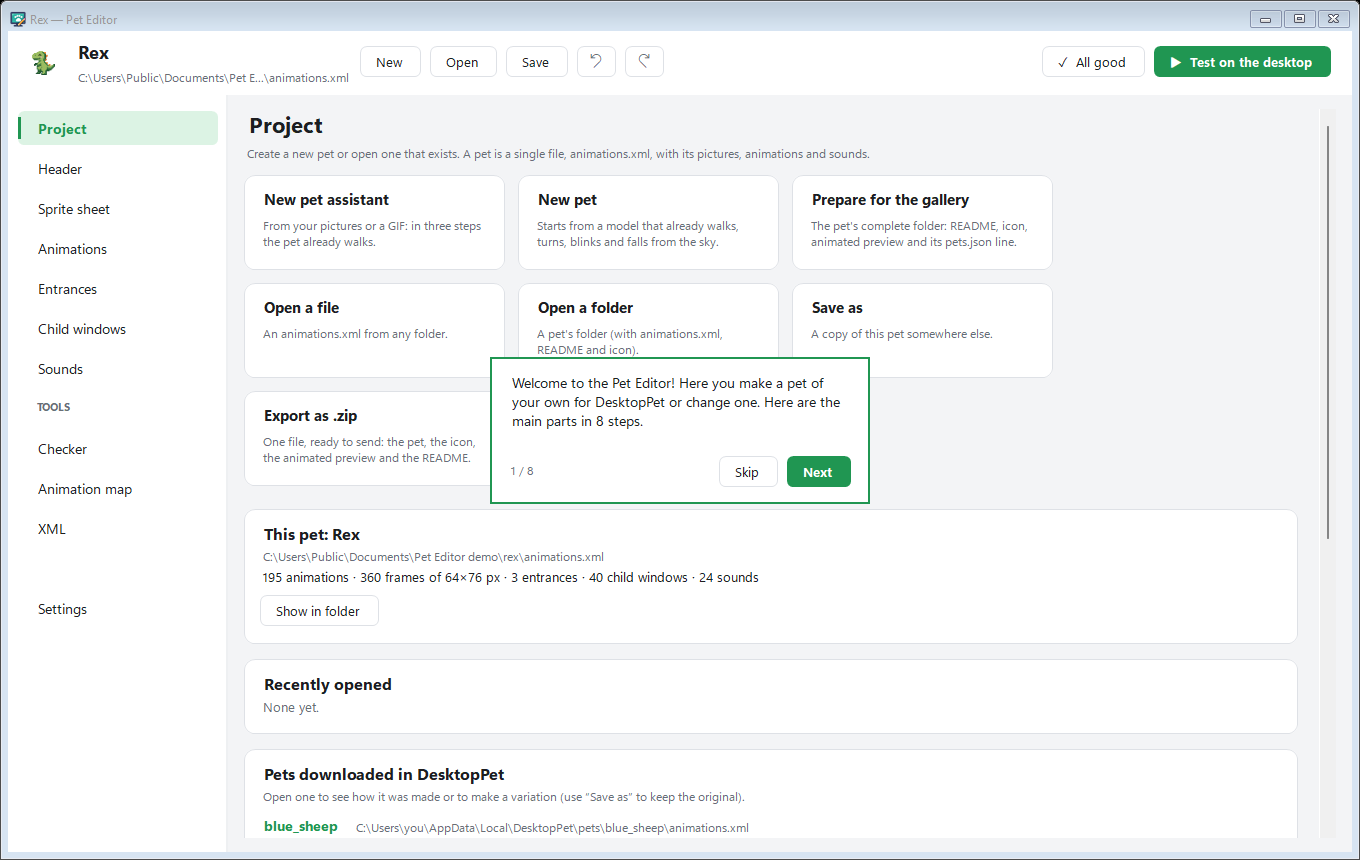 Rex — Pet Editor
Rex
C:\Users\Public\Documents\Pet E...\animations.xml
New
Open
Save
✓ All good
Test on the desktop
Project
Header
Sprite sheet
Animations
Entrances
Child windows
Sounds
TOOLS
Checker
Animation map
XML
Settings
Project
Create a new pet or open one that exists. A pet is a single file, animations.xml, with its pictures, animations and sounds.
New pet assistant
From your pictures or a GIF: in three steps
the pet already walks.
New pet
Starts from a model that already walks,
turns, blinks and falls from the sky.
Prepare for the gallery
The pet's complete folder: README, icon,
animated preview and its pets.json line.
Open a file
An animations.xml from any folder.
Open a folder
A pet's folder (with animations.xml,
README and icon).
Save as
A copy of this pet somewhere else.
Export as .zip
One file, ready to send: the pet, the icon,
the animated preview and the README.
Welcome to the Pet Editor! Here you make a pet of
your own for DesktopPet or change one. Here are the
main parts in 8 steps.
1 / 8
Skip
Next
This pet: Rex
C:\Users\Public\Documents\Pet Editor demo\rex\animations.xml
195 animations · 360 frames of 64×76 px · 3 entrances · 40 child windows · 24 sounds
Show in folder
Recently opened
None yet.
Pets downloaded in DesktopPet
Open one to see how it was made or to make a variation (use “Save as” to keep the original).
blue_sheep
C:\Users\you\AppData\Local\DesktopPet\pets\blue_sheep\animations.xml